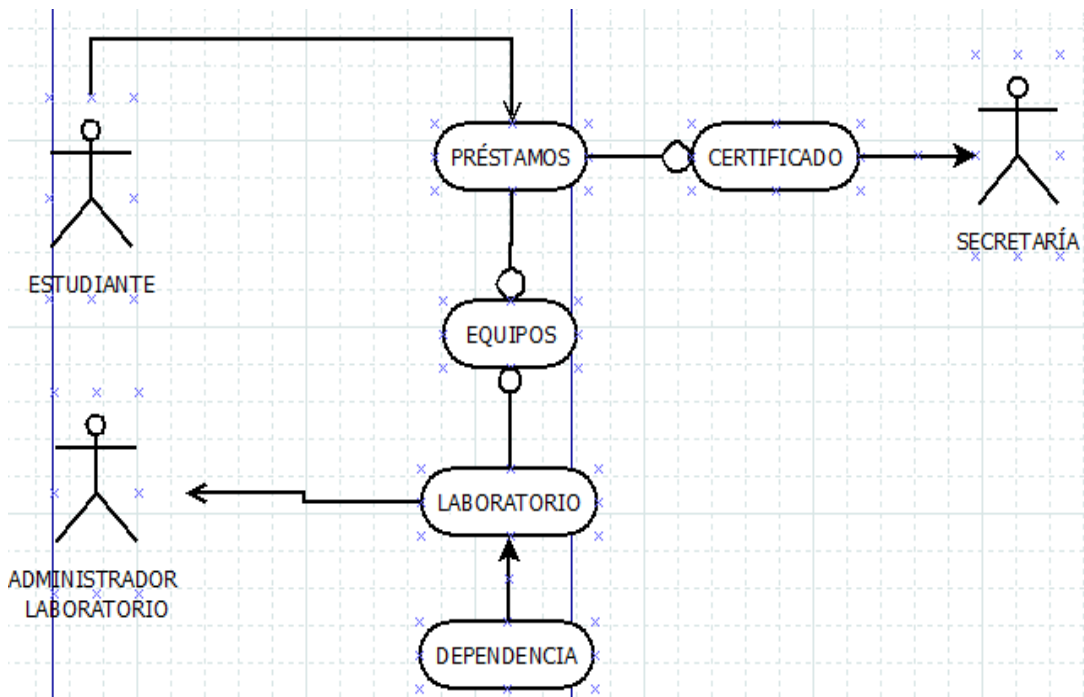 PRÉSTAMOS
CERTIFICADO
SECRETARÍA
ESTUDIANTE
EQUIPOS
LABORATORIO
ADMINISTRADOR
LABORATORIO
DEPENDENCIA